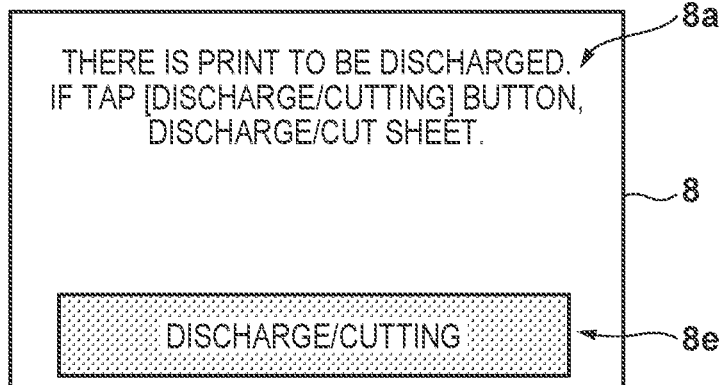 8a
THERE IS PRINT TO BE DISCHARGED.
IF TAP [DISCHARGE/CUTTING] BUTTON,
DISCHARGE/CUT SHEET.
8
DISCHARGE/CUTTING
8e